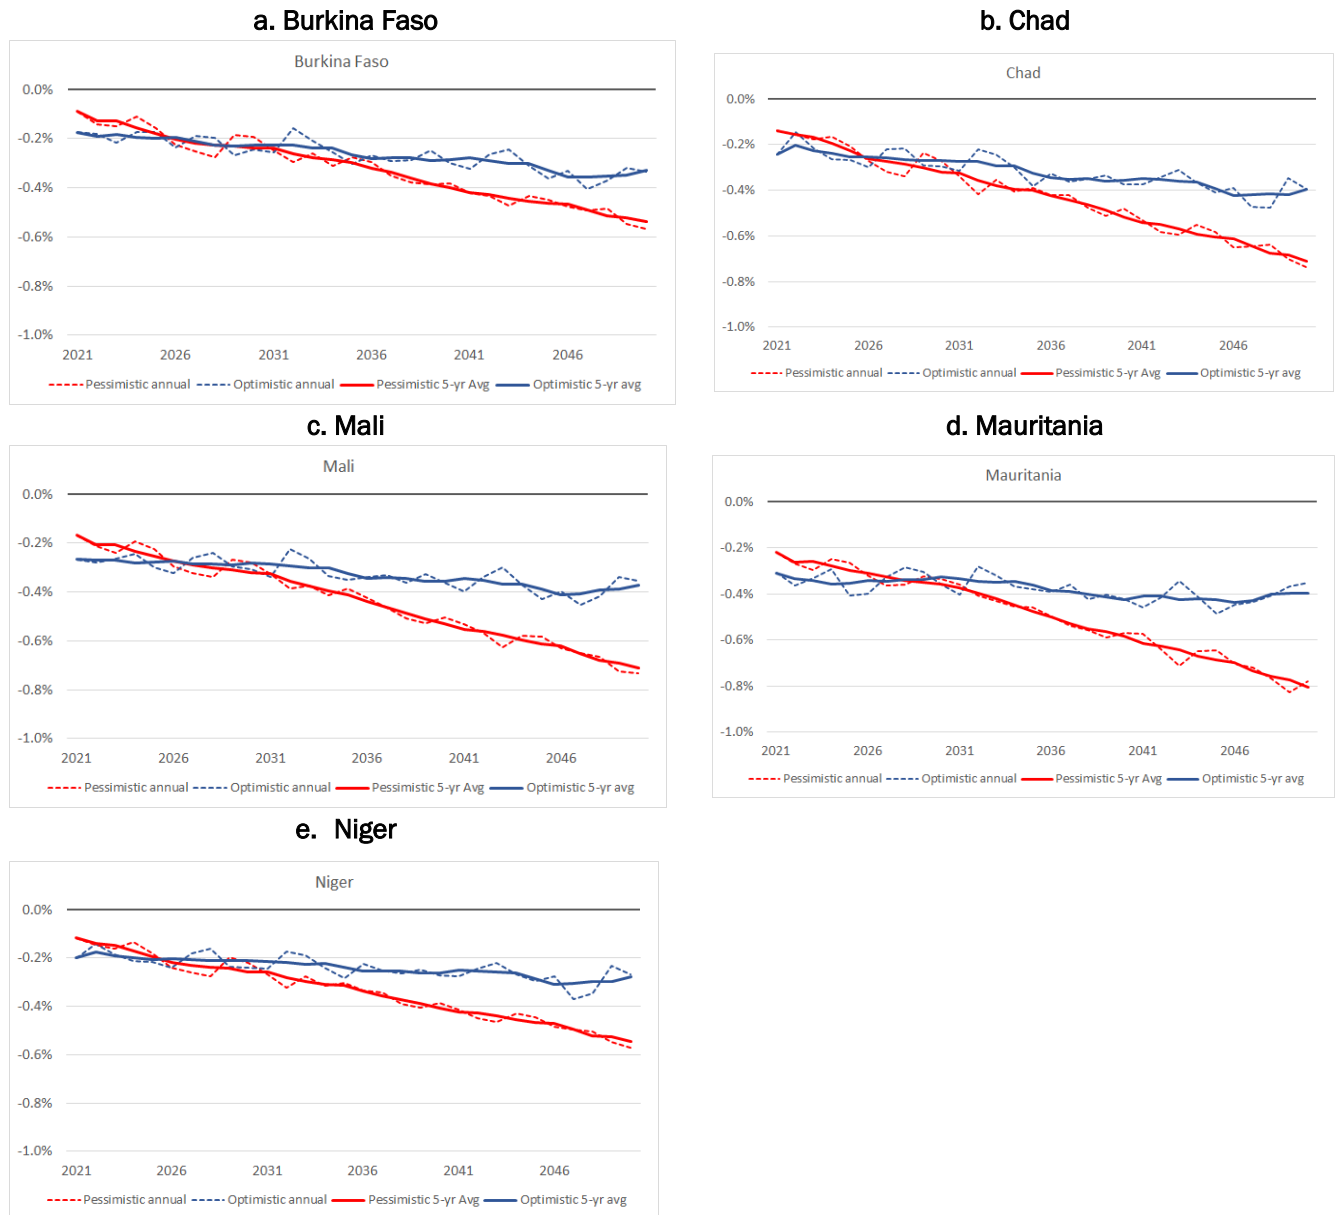 a. Burkina Faso
Burkina Faso
0.0%
-0.2%
-0.4%
-0.6%
-0.8%
-1.0%
2021 2026 2031 2036 2041 2046
Pessimistic annual Optimistic annual Pessimistic 5-yr Avg Optimistic 5-yr avg
b. Chad
Chad
0.0%
-0.2%
-0.4%
-0.6%
-0.8%
-1.0%
2021 2026 2031 2036 2041 2046
Pessimistic annual Optimistic annual Pessimistic 5-yr Avg Optimistic 5-yr avg
c. Mali
Mali
0.0%
-0.2%
-0.4%
-0.6%
-0.8%
-1.0%
2021 2026 2031 2036 2041 2046
Pessimistic annual Optimistic annual Pessimistic 5-yr Avg Optimistic 5-yr avg
d. Mauritania
Mauritania
0.0%
-0.2%
-0.4%
-0.6%
-0.8%
-1.0%
2021 2026 2031 2036 2041 2046
Pessimistic annual Optimistic annual Pessimistic 5-yr Avg Optimistic 5-yr avg
e. Niger
Niger
0.0%
-0.2%
-0.4%
-0.6%
-0.8%
-1.0%
2021 2026 2031 2036 2041 2046
Pessimistic annual Optimistic annual Pessimistic 5-yr Avg Optimistic 5-yr avg